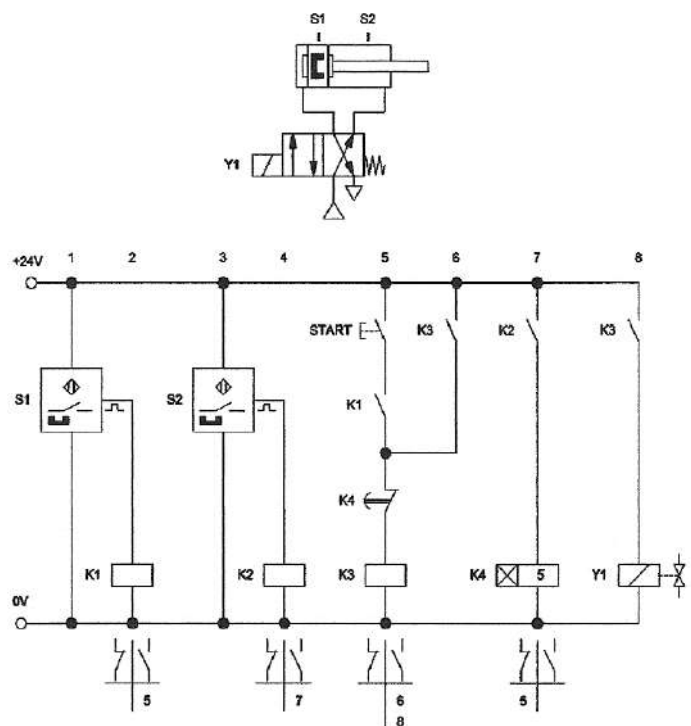 S1 S2
Y1
1 2 3 4 5 6 7 8
+24V
START K3 K2 K3
S1 S2 K1
K4
K1 K2 K3 K4 5 Y1
0V
5 7 6 5
8